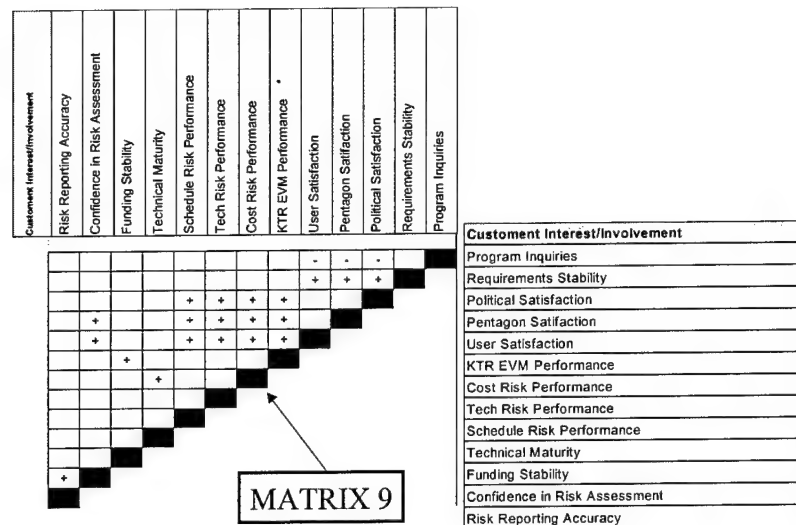 Customent Interest/Involvement
Risk Reporting Accuracy
Confidence in Risk Assessment
Funding Stability
Technical Maturity
Schedule Risk Performance
Tech Risk Performance
Cost Risk Performance
KTR EVM Performance
User Satisfaction
Pentagon Satifaction
Political Satisfaction
Requirements Stability
Program Inquiries
- - -
+ + +
+ + + +
+ + + + +
+ + + + +
+
+
+
MATRIX 9
Customent Interest/Involvement
Program Inquiries
Requirements Stability
Political Satisfaction
Pentagon Satifaction
User Satisfaction
KTR EVM Performance
Cost Risk Performance
Tech Risk Performance
Schedule Risk Performance
Technical Maturity
Funding Stability
Confidence in Risk Assessment
Risk Reporting Accuracy